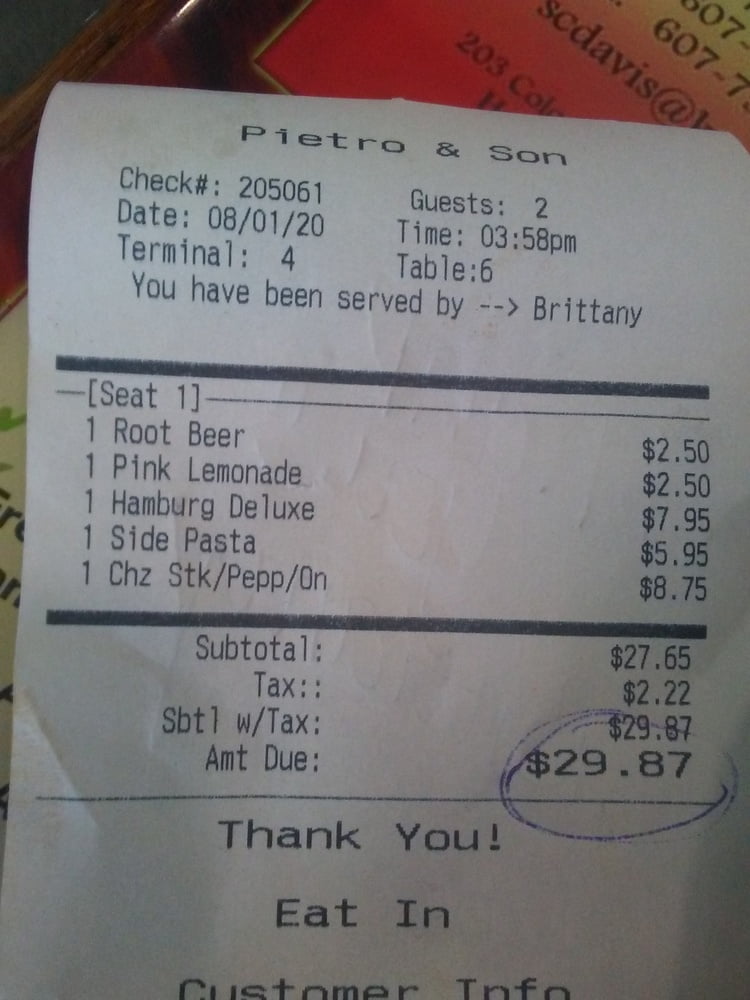 607-
607-7
scdavis@
203 Colo
Pietro & Son
Check#: 205061 Guests: 2
Date: 08/01/20 Time: 03:58pm
Terminal: 4 Table:6
You have been served by --> Brittany
[Seat 1]
1 Root Beer $2.50
1 Pink Lemonade $2.50
1 Hamburg Deluxe $7.95
1 Side Pasta $5.95
1 Chz Stk/Pepp/On $8.75
Subtotal: $27.65
Tax:: $2.22
Sbtl w/Tax: $29.87
Amt Due: $29.87
Thank You!
Eat In
Customer Info